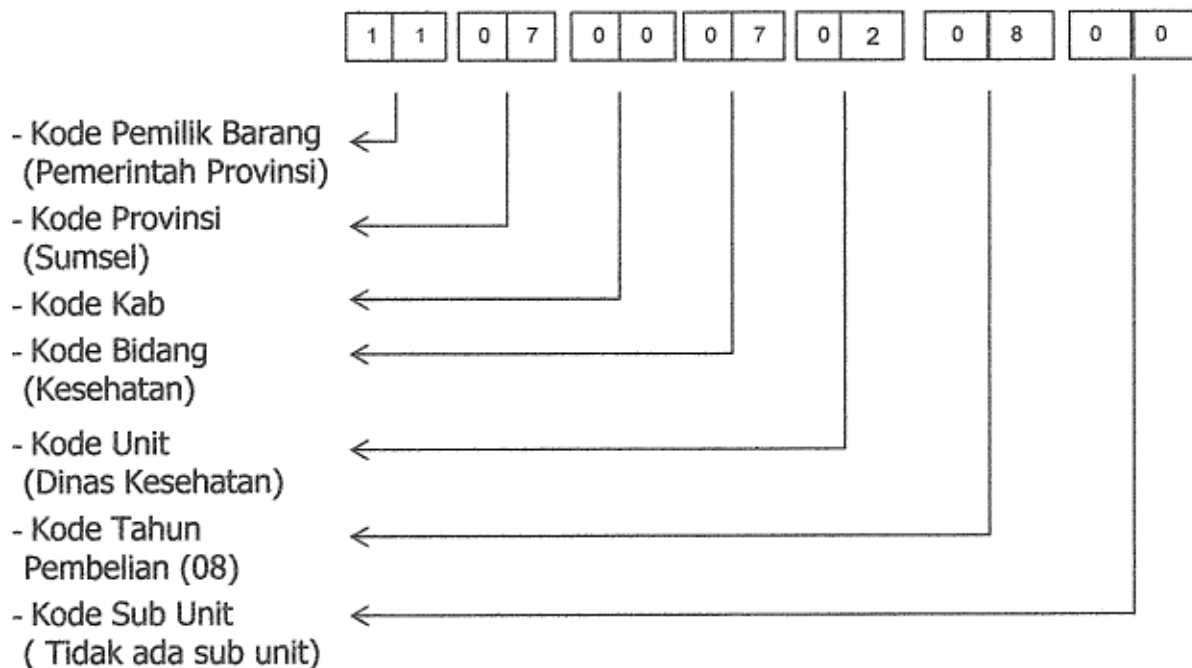 1 1 0 7 0 0 0 7 0 2 0 8 0 0
- Kode Pemilik Barang
(Pemerintah Provinsi)
- Kode Provinsi
(Sumsel)
- Kode Kab
- Kode Bidang
(Kesehatan)
- Kode Unit
(Dinas Kesehatan)
- Kode Tahun
Pembelian (08)
- Kode Sub Unit
( Tidak ada sub unit)